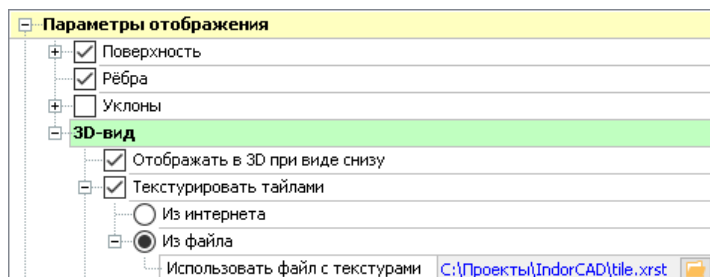 Параметры отображения
Поверхность
Рёбра
Уклоны
3D-вид
Отображать в 3D при виде снизу
Текстурировать тайлами
Из интернета
Из файла
Использовать файл с текстурами C:\Проекты\IndorCAD\tile.xrst